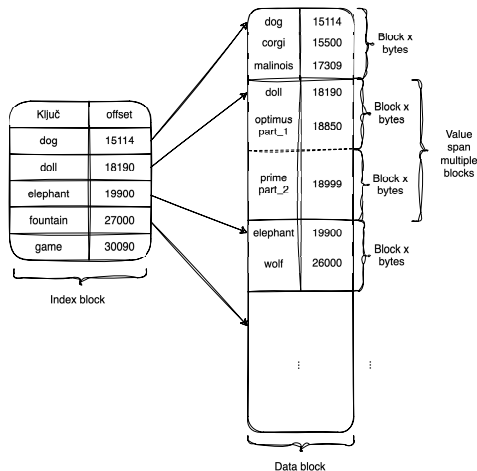 Ključ offset
dog 15114
doll 18190
elephant 19900
fountain 27000
game 30090
Index block
dog 15114
corgi 15500
malinois 17309
Block x
bytes
doll 18190
optimus
part_1 18850
Block x
bytes
prime
part_2 18999
Block x
bytes
Value
span
multiple
blocks
elephant 19900
wolf 26000
Block x
bytes
⋮ ⋮
Data block